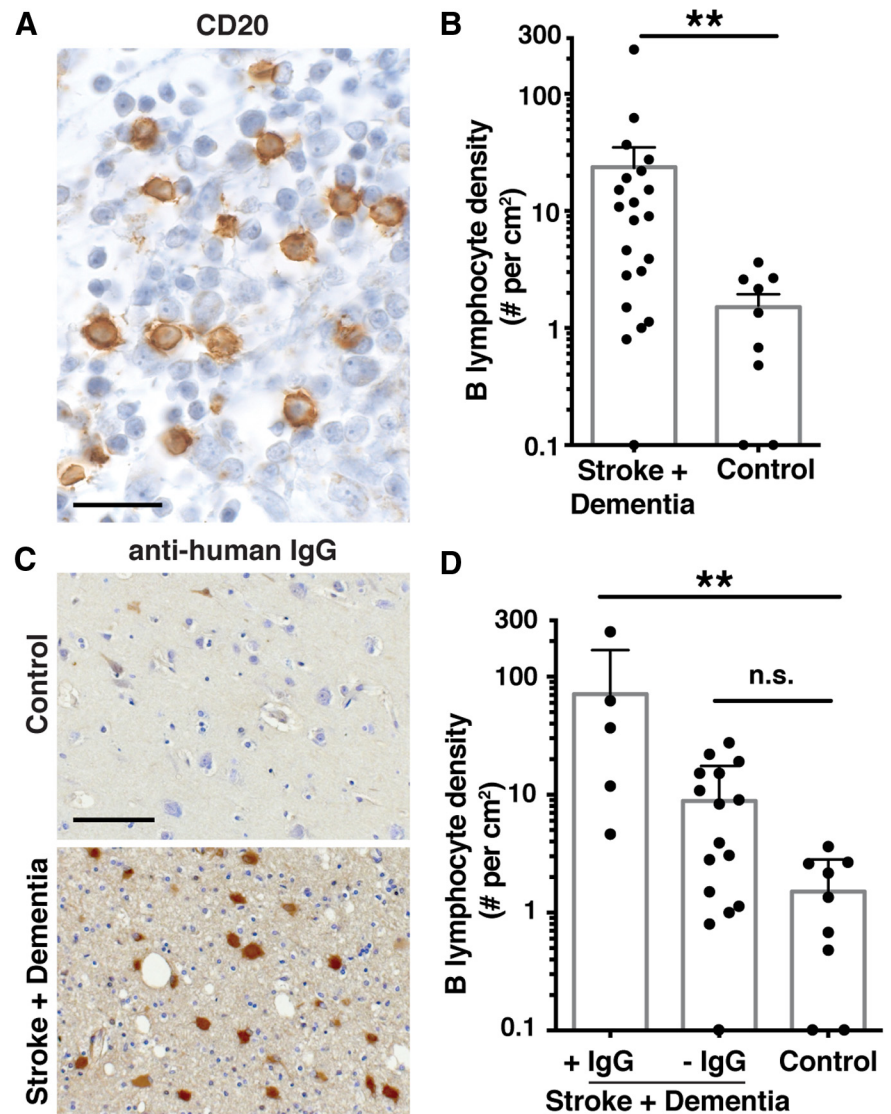 A
CD20
B
B lymphocyte density
(# per cm²)
300
100
10
1
0.1
**
Stroke +
Dementia
Control
C
anti-human IgG
Control
Stroke + Dementia
D
B lymphocyte density
(# per cm²)
300
100
10
1
0.1
**
n.s.
+ IgG
- IgG
Control
Stroke + Dementia